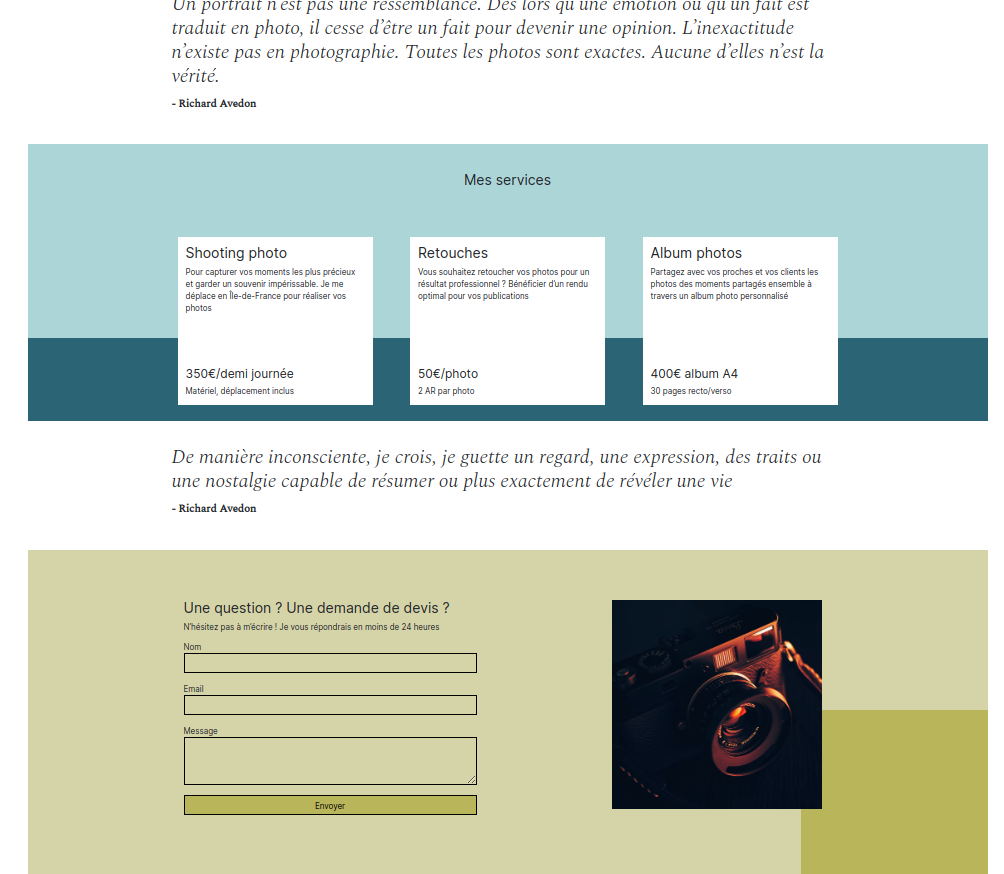 Un portrait n’est pas une ressemblance. Dès lors qu’une émotion ou qu’un fait est
traduit en photo, il cesse d’être un fait pour devenir une opinion. L’inexactitude
n’existe pas en photographie. Toutes les photos sont exactes. Aucune d’elles n’est la
vérité.
- Richard Avedon
Mes services
Shooting photo
Pour capturer vos moments les plus précieux
et garder un souvenir impérissable. Je me
déplace en Île-de-France pour réaliser vos
photos
350€/demi journée
Matériel, déplacement inclus
Retouches
Vous souhaitez retoucher vos photos pour un
résultat professionnel ? Bénéficier d’un rendu
optimal pour vos publications
50€/photo
2 AR par photo
Album photos
Partagez avec vos proches et vos clients les
photos des moments partagés ensemble à
travers un album photo personnalisé
400€ album A4
30 pages recto/verso
De manière inconsciente, je crois, je guette un regard, une expression, des traits ou
une nostalgie capable de résumer ou plus exactement de révéler une vie
- Richard Avedon
Une question ? Une demande de devis ?
N’hésitez pas à m’écrire ! Je vous répondrais en moins de 24 heures
Nom
Email
Message
Envoyer